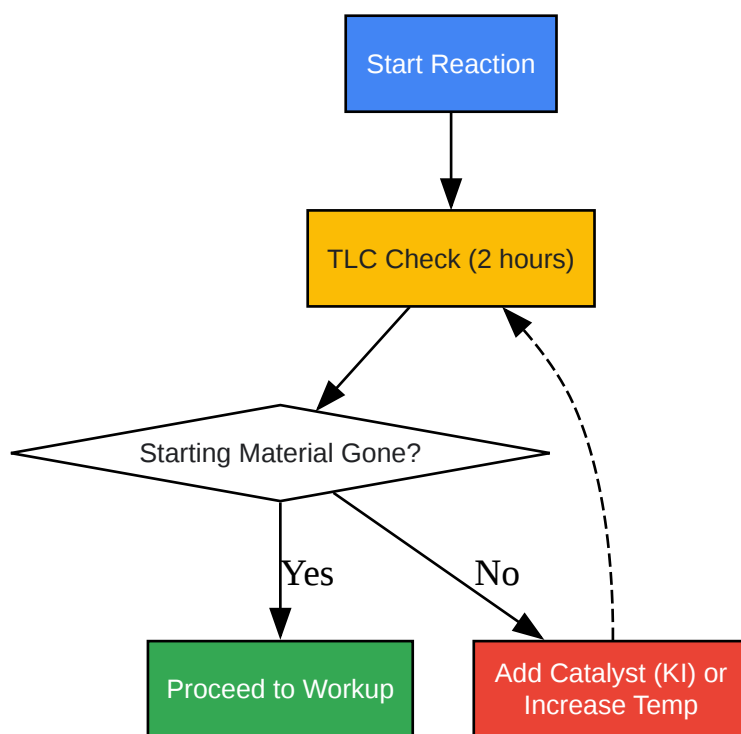 Start Reaction
TLC Check (2 hours)
Starting Material Gone?
Yes
No
Proceed to Workup
Add Catalyst (KI) or
Increase Temp